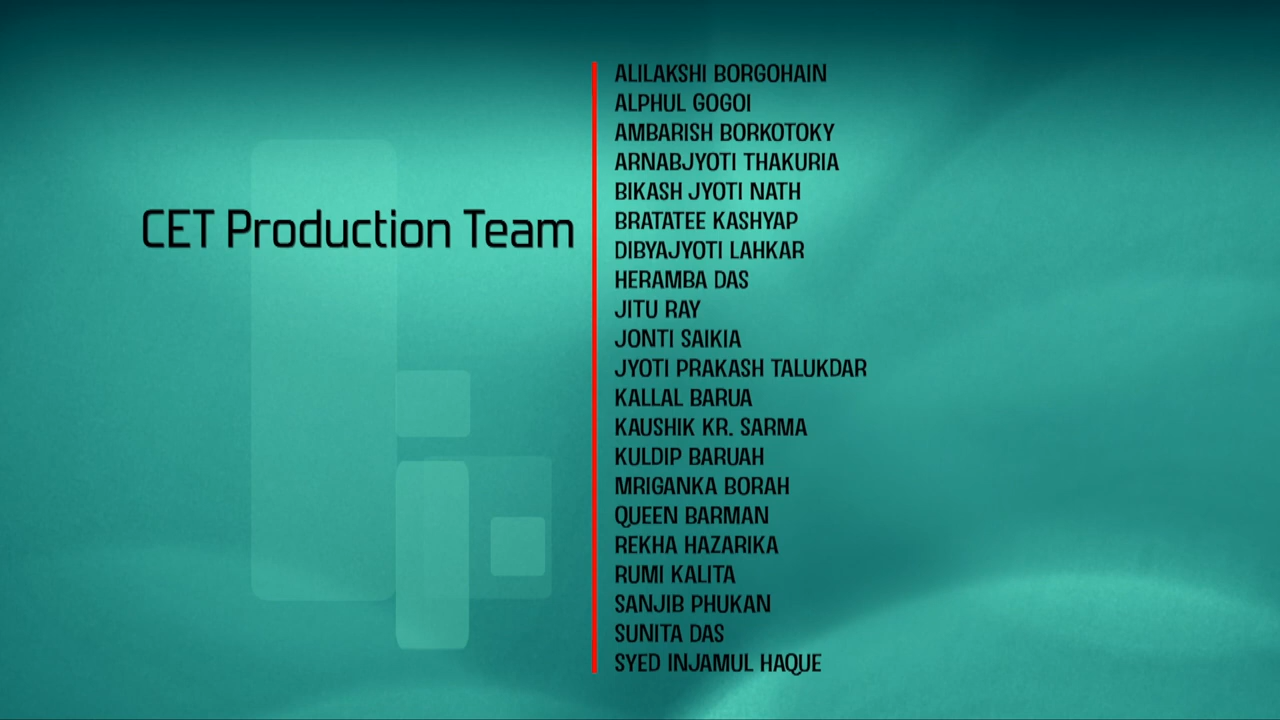 CET Production Team
ALILAKSHI BORGOHAIN
ALPHUL GOGOI
AMBARISH BORKOTOKY
ARNABJYOTI THAKURIA
BIKASH JYOTI NATH
BRATATEE KASHYAP
DIBYAJYOTI LAHKAR
HERAMBA DAS
JITU RAY
JONTI SAIKIA
JYOTI PRAKASH TALUKDAR
KALLAL BARUA
KAUSHIK KR. SARMA
KULDIP BARUAH
MRIGANKA BORAH
QUEEN BARMAN
REKHA HAZARIKA
RUMI KALITA
SANJIB PHUKAN
SUNITA DAS
SYED INJAMUL HAQUE